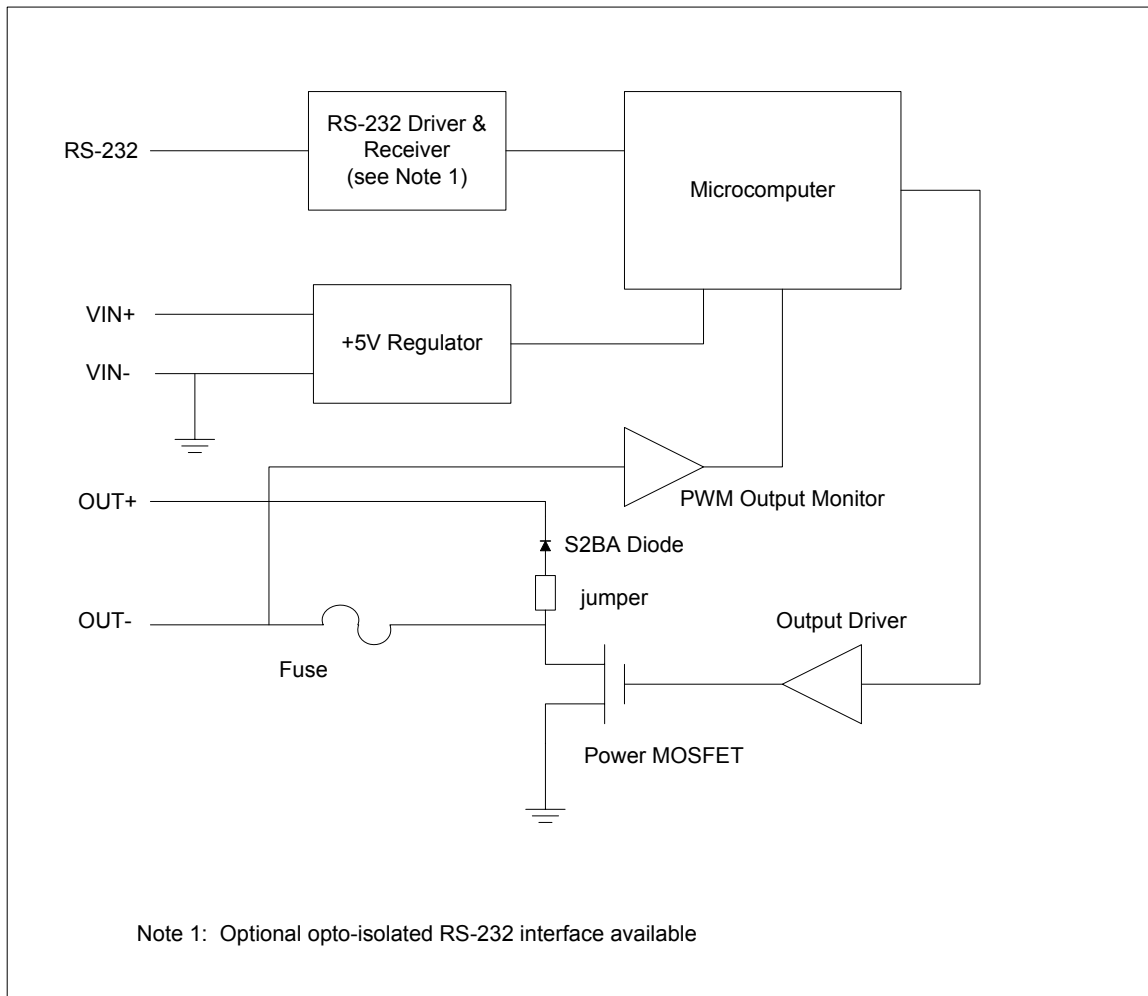 RS-232
RS-232 Driver &
Receiver
(see Note 1)
Microcomputer
VIN+
+5V Regulator
VIN-
OUT+
PWM Output Monitor
S2BA Diode
jumper
OUT-
Output Driver
Fuse
Power MOSFET
Note 1:  Optional opto-isolated RS-232 interface available